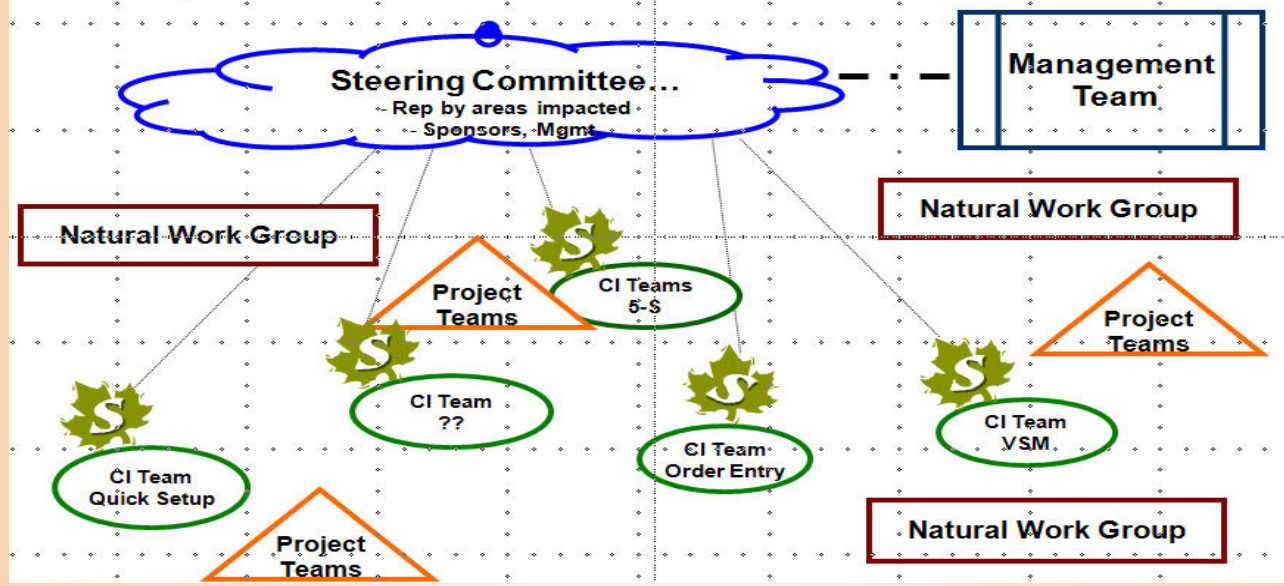 Steering Committee…
- Rep by areas impacted
- Sponsors, Mgmt
Management
Team
Natural Work Group
Natural Work Group
S
CI Teams
5-S
Project
Teams
Project
Teams
S
S
S
S
CI Team
??
CI Team
Order Entry
CI Team
VSM
CI Team
Quick Setup
Natural Work Group
Project
Teams